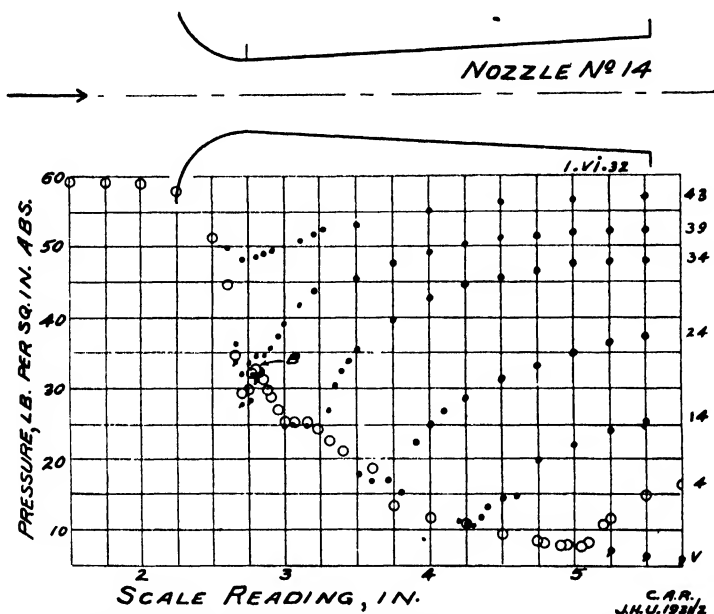 NOZZLE Nº 14
1.vi.32
60
50
40
30
20
10
PRESSURE, LB. PER SQ.IN. ABS.
43
39
34
24
14
4
V
B
2
3
4
5
SCALE READING, IN.
C.A.R.